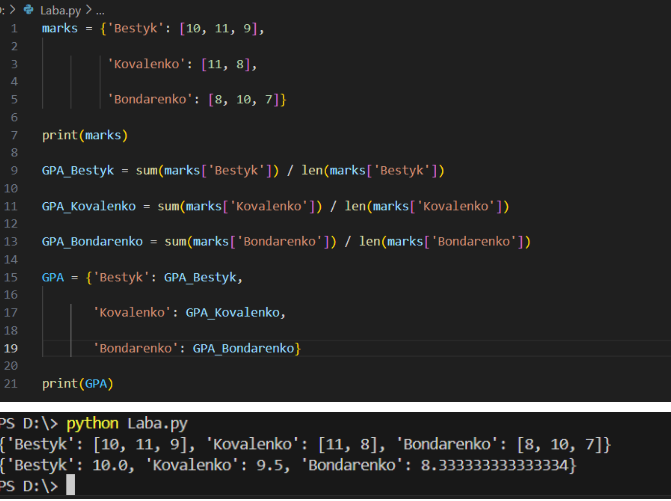 : > Laba.py > ...
1 marks = {'Bestyk': [10, 11, 9],
2
3 'Kovalenko': [11, 8],
4
5 'Bondarenko': [8, 10, 7]}
6
7 print(marks)
8
9 GPA_Bestyk = sum(marks['Bestyk']) / len(marks['Bestyk'])
10
11 GPA_Kovalenko = sum(marks['Kovalenko']) / len(marks['Kovalenko'])
12
13 GPA_Bondarenko = sum(marks['Bondarenko']) / len(marks['Bondarenko'])
14
15 GPA = {'Bestyk': GPA_Bestyk,
16
17 'Kovalenko': GPA_Kovalenko,
18
19 'Bondarenko': GPA_Bondarenko}
20
21 print(GPA)
PS D:\> python Laba.py
{'Bestyk': [10, 11, 9], 'Kovalenko': [11, 8], 'Bondarenko': [8, 10, 7]}
{'Bestyk': 10.0, 'Kovalenko': 9.5, 'Bondarenko': 8.333333333333334}
PS D:\>